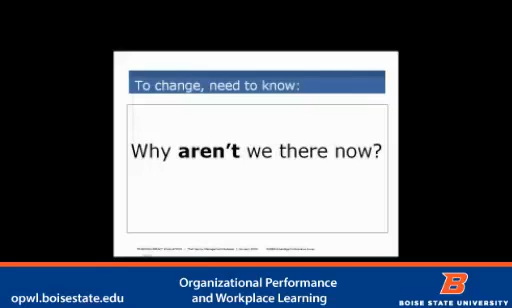 To change, need to know:
Why aren't we there now?
opwl.boisestate.edu
Organizational Performance
and Workplace Learning
B
BOISE STATE UNIVERSITY